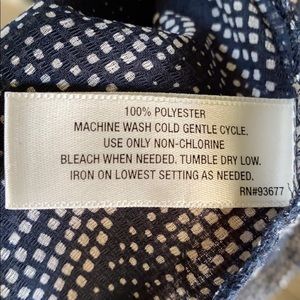 100% POLYESTER
MACHINE WASH COLD GENTLE CYCLE.
USE ONLY NON-CHLORINE
BLEACH WHEN NEEDED. TUMBLE DRY LOW.
IRON ON LOWEST SETTING AS NEEDED.
RN#93677